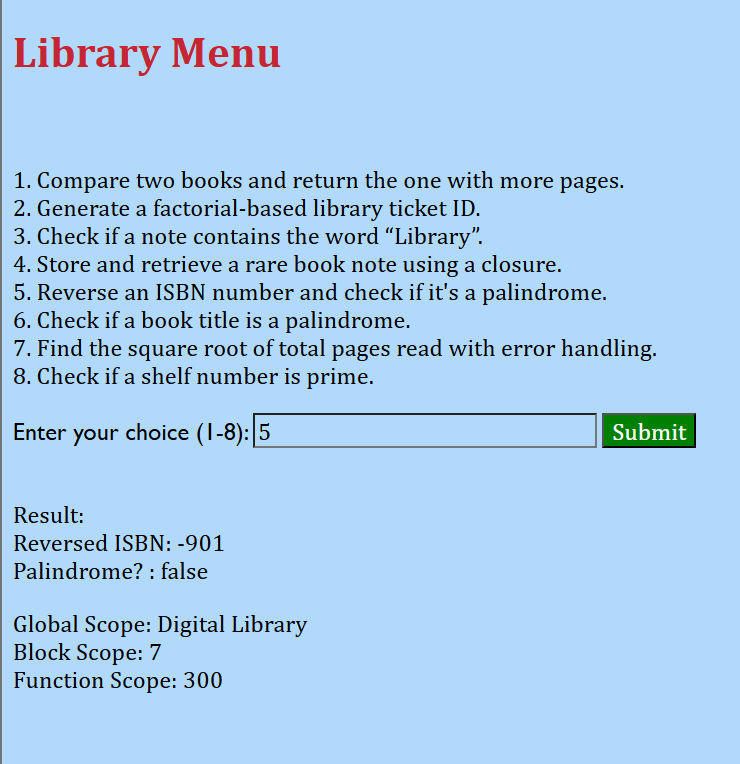 Library Menu
1. Compare two books and return the one with more pages.
2. Generate a factorial-based library ticket ID.
3. Check if a note contains the word “Library”.
4. Store and retrieve a rare book note using a closure.
5. Reverse an ISBN number and check if it's a palindrome.
6. Check if a book title is a palindrome.
7. Find the square root of total pages read with error handling.
8. Check if a shelf number is prime.
Enter your choice (1-8): 5 Submit
Result:
Reversed ISBN: -901
Palindrome? : false
Global Scope: Digital Library
Block Scope: 7
Function Scope: 300